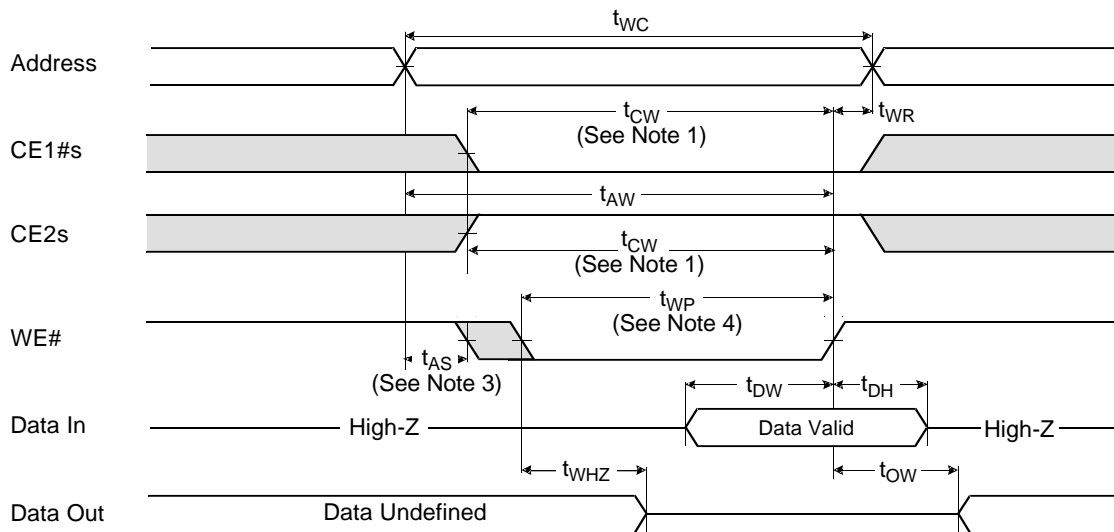 tWC
Address
tCW
(See Note 1)
tWR
CE1#s
tAW
CE2s
tCW
(See Note 1)
tWP
(See Note 4)
WE#
tAS
(See Note 3)
tDW
tDH
Data In
High-Z
Data Valid
High-Z
tWHZ
tOW
Data Out
Data Undefined